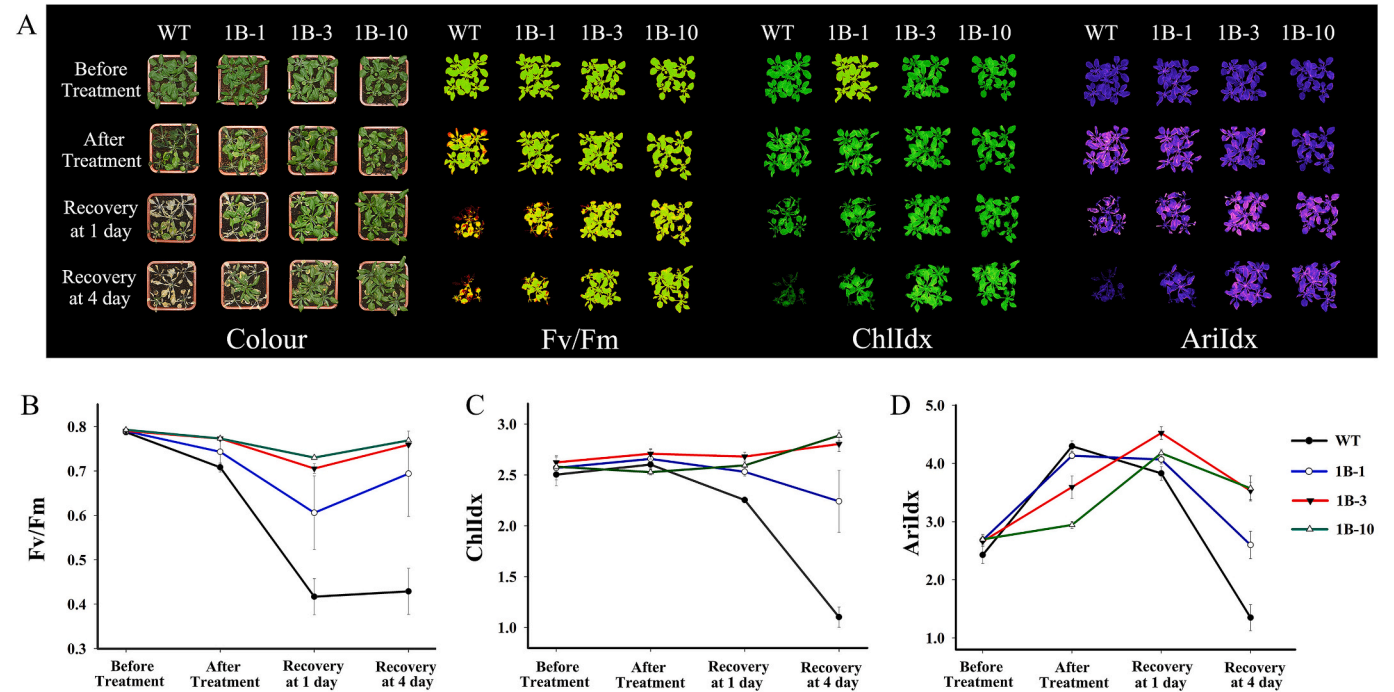 A
WT 1B-1 1B-3 1B-10 WT 1B-1 1B-3 1B-10 WT 1B-1 1B-3 1B-10 WT 1B-1 1B-3 1B-10
Before
Treatment
After
Treatment
Recovery
at 1 day
Recovery
at 4 day
Colour Fv/Fm ChlIdx AriIdx
B
Fv/Fm
0.8
0.7
0.6
0.5
0.4
0.3
Before
Treatment
After
Treatment
Recovery
at 1 day
Recovery
at 4 day
C
ChlIdx
3.0
2.5
2.0
1.5
1.0
Before
Treatment
After
Treatment
Recovery
at 1 day
Recovery
at 4 day
D
AriIdx
5.0
4.0
3.0
2.0
1.0
Before
Treatment
After
Treatment
Recovery
at 1 day
Recovery
at 4 day
WT
1B-1
1B-3
1B-10